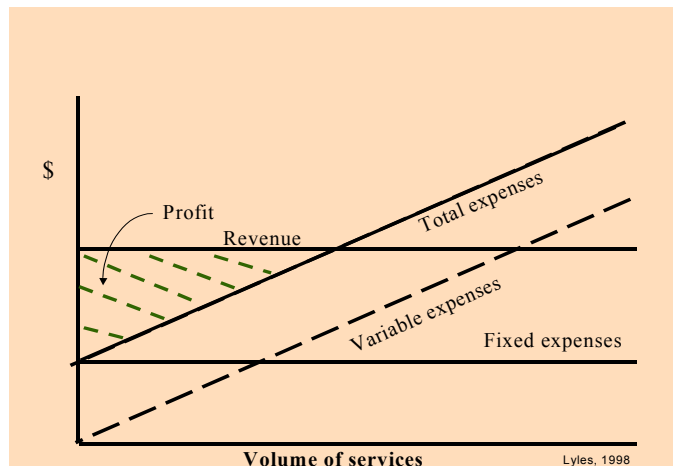 $
Profit
Revenue
Total expenses
Variable expenses
Fixed expenses
Volume of services
Lyles, 1998